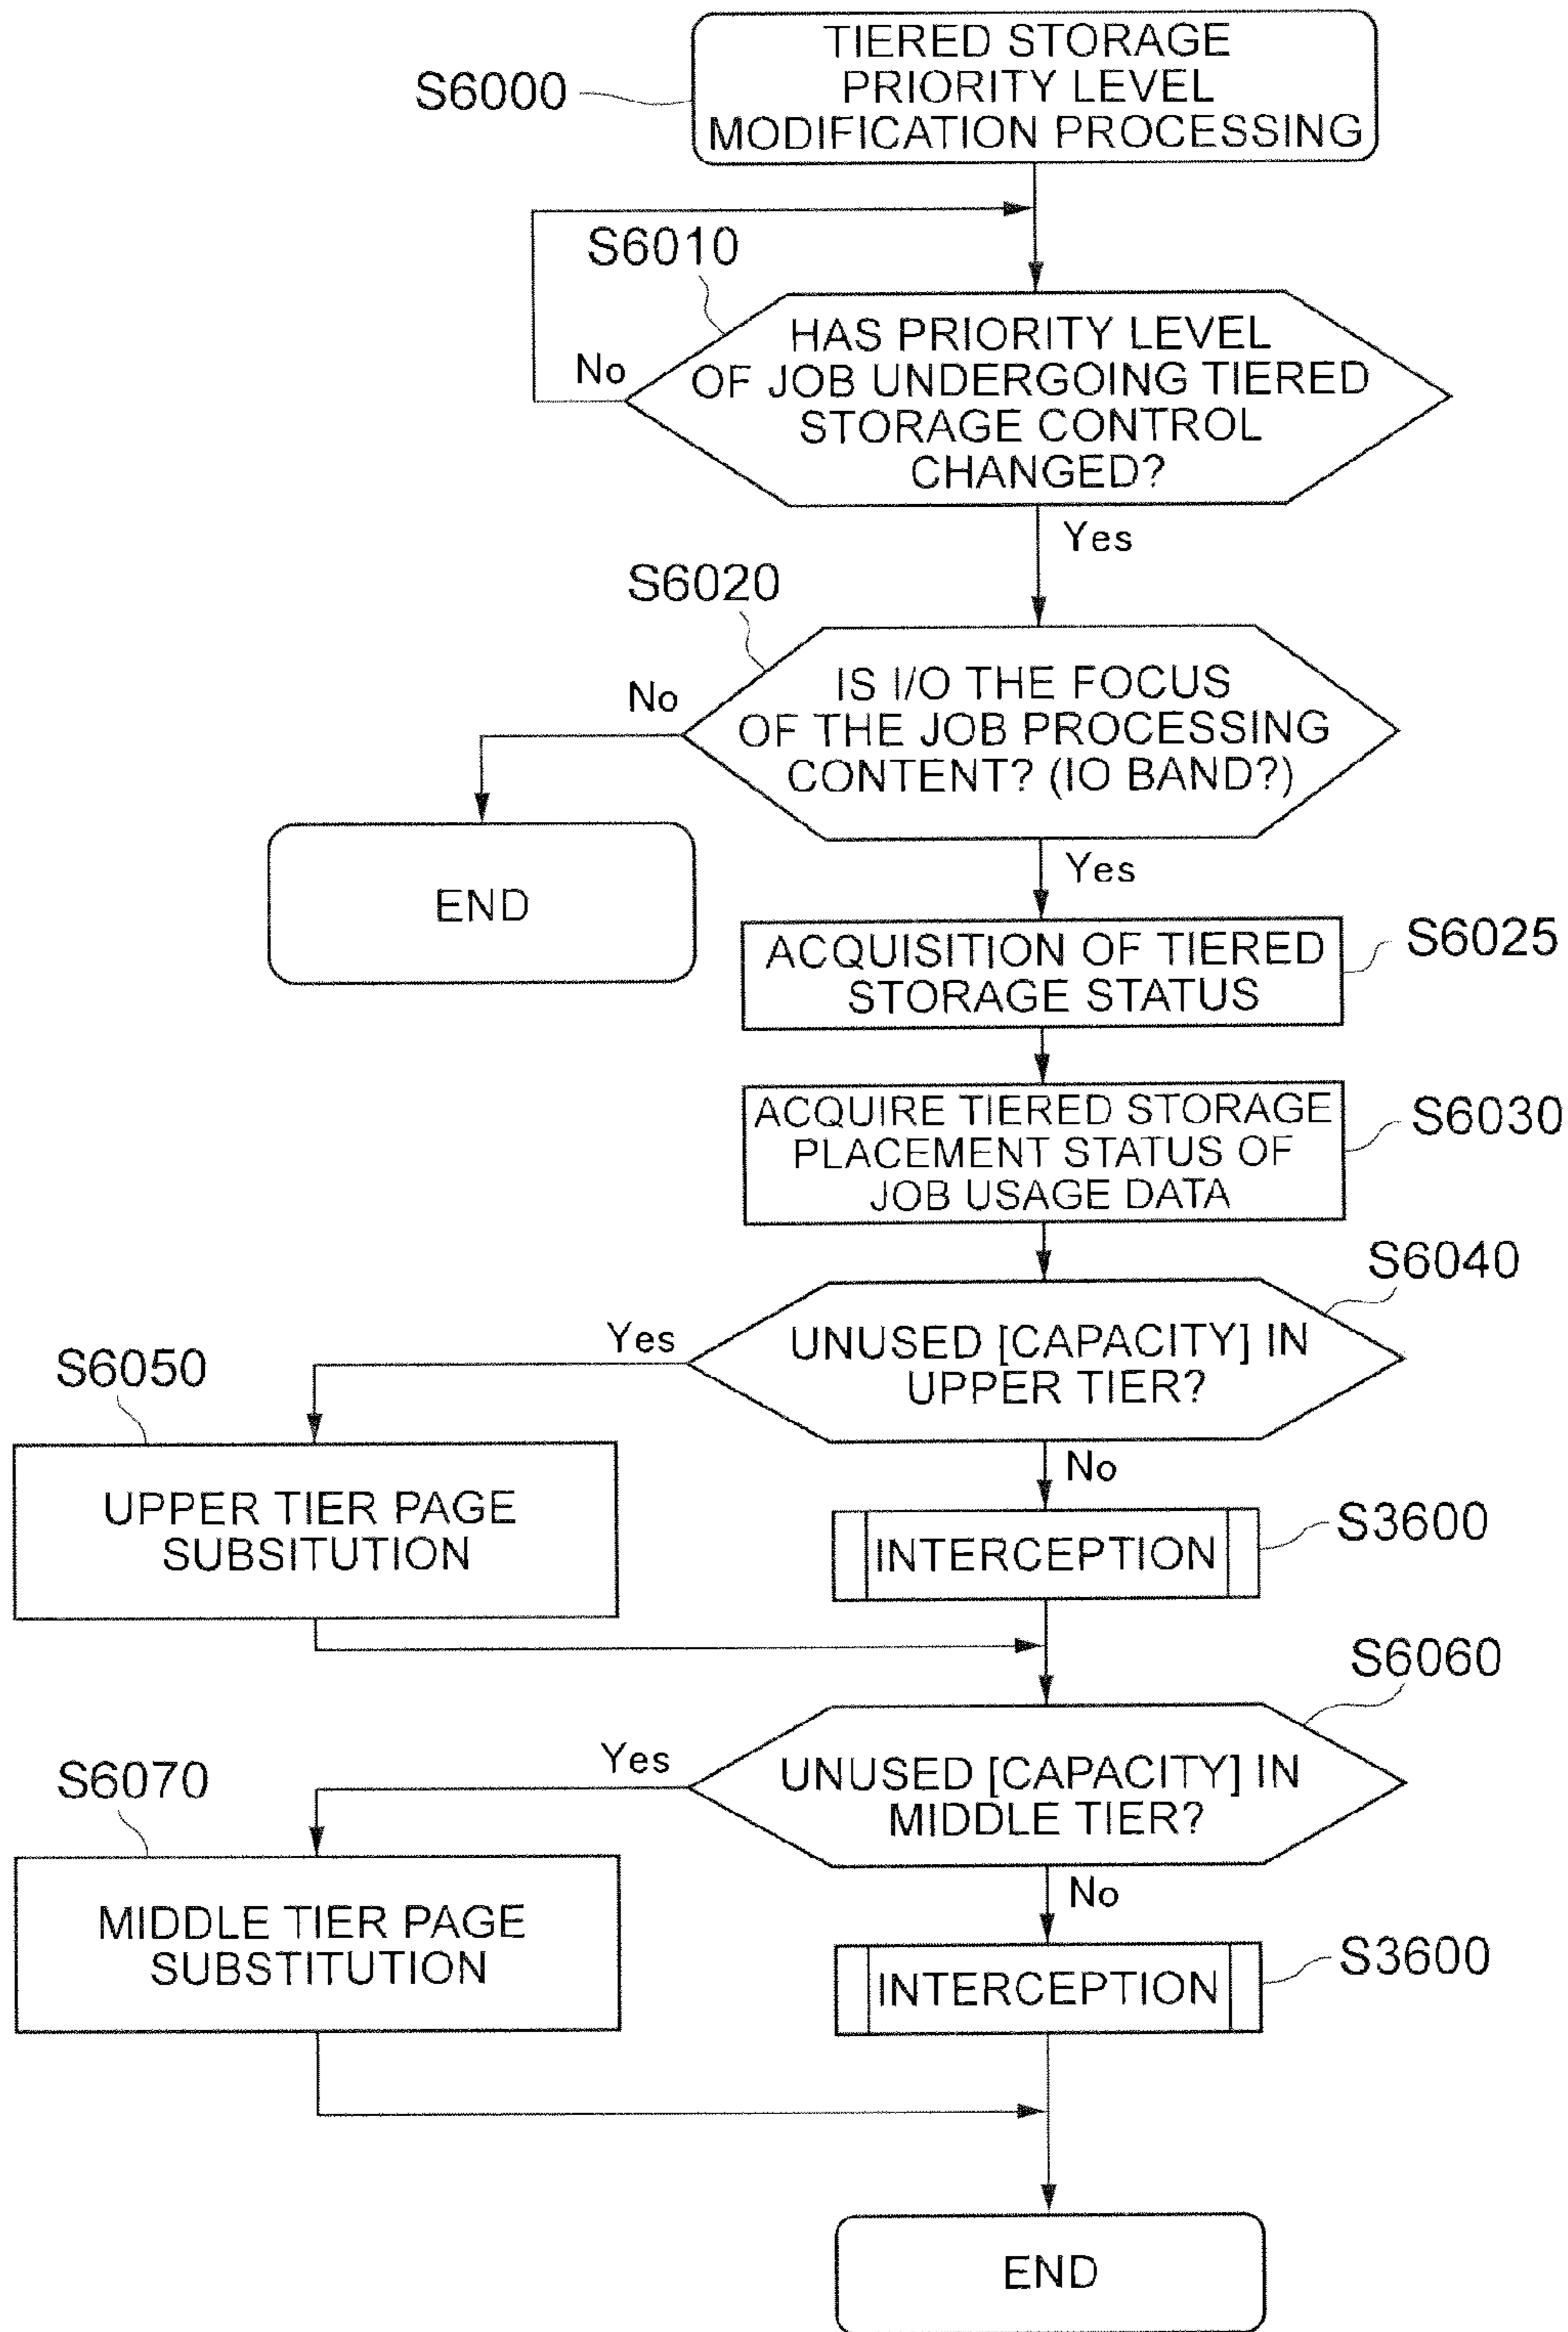 TIERED STORAGE
PRIORITY LEVEL
MODIFICATION PROCESSING
S6000
S6010
No
HAS PRIORITY LEVEL
OF JOB UNDERGOING TIERED
STORAGE CONTROL
CHANGED?
Yes
S6020
No
IS I/O THE FOCUS
OF THE JOB PROCESSING
CONTENT? (IO BAND?)
END
Yes
ACQUISITION OF TIERED
STORAGE STATUS
S6025
ACQUIRE TIERED STORAGE
PLACEMENT STATUS OF
JOB USAGE DATA
S6030
S6040
Yes
UNUSED [CAPACITY] IN
UPPER TIER?
S6050
No
UPPER TIER PAGE
SUBSITUTION
INTERCEPTION
S3600
S6060
Yes
UNUSED [CAPACITY] IN
MIDDLE TIER?
S6070
No
MIDDLE TIER PAGE
SUBSTITUTION
INTERCEPTION
S3600
END